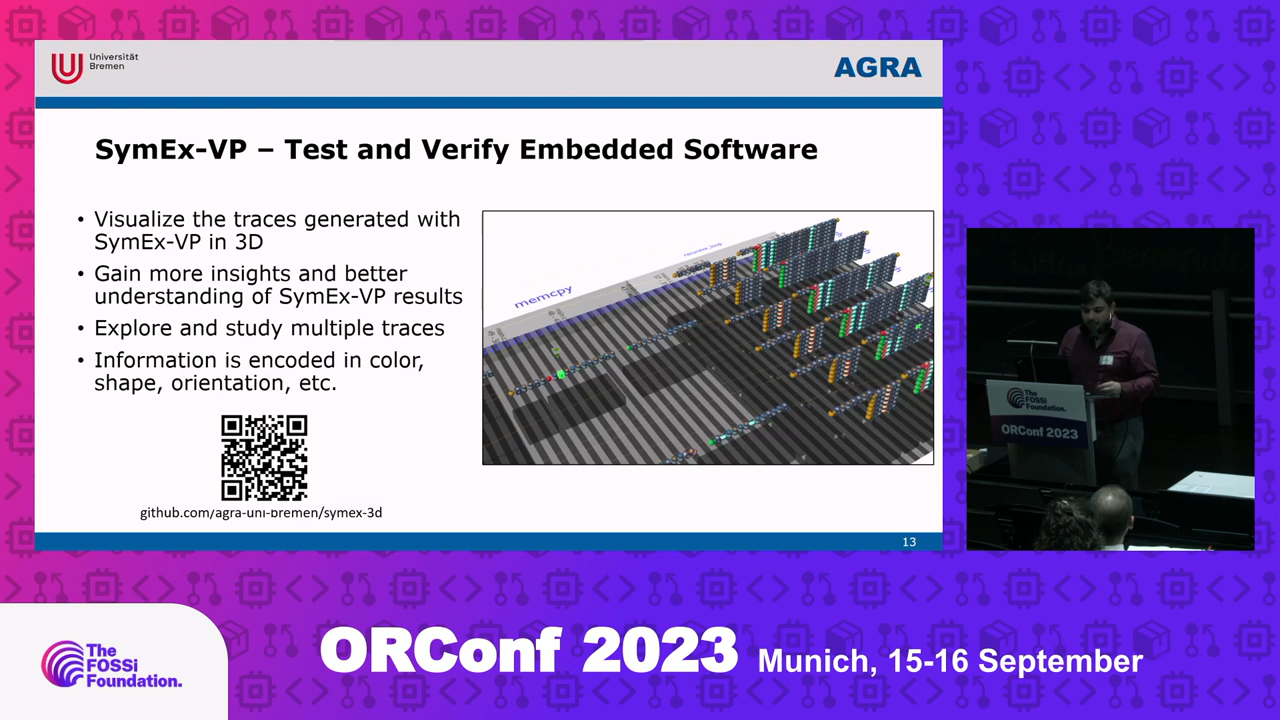 Universität
Bremen
AGRA
SymEx-VP – Test and Verify Embedded Software
• Visualize the traces generated with
SymEx-VP in 3D
• Gain more insights and better
understanding of SymEx-VP results
• Explore and study multiple traces
• Information is encoded in color,
shape, orientation, etc.
memcpy
recursive_loop
github.com/agra-uni-bremen/symex-3d
13
The
FOSSi
Foundation.
ORConf 2023
The
FOSSi
Foundation.
ORConf 2023
Munich, 15-16 September